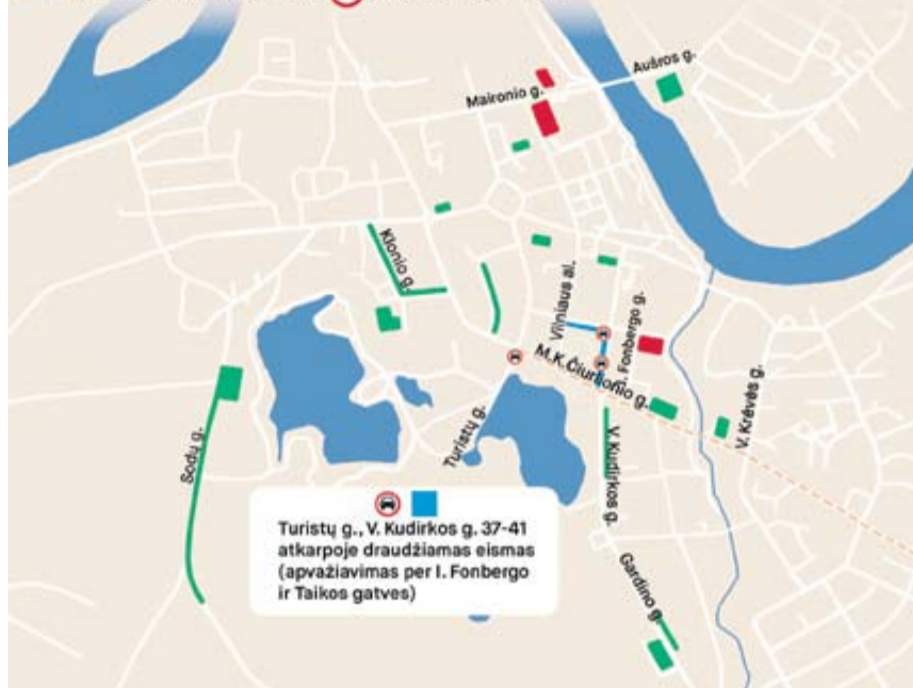 Aušros g.
Maironio g.
Klonio g.
Vilniaus al.
I. Fonbergo g.
M.K. Čiurlionio g.
V. Krėvės g.
Turistų g.
Sodų g.
V. Kudirkos g.
Turistų g., V. Kudirkos g. 37-41
atkarpoje draudžiamas eismas
(apvažiavimas per I. Fonbergo
ir Taikos gatves)
Gardino g.